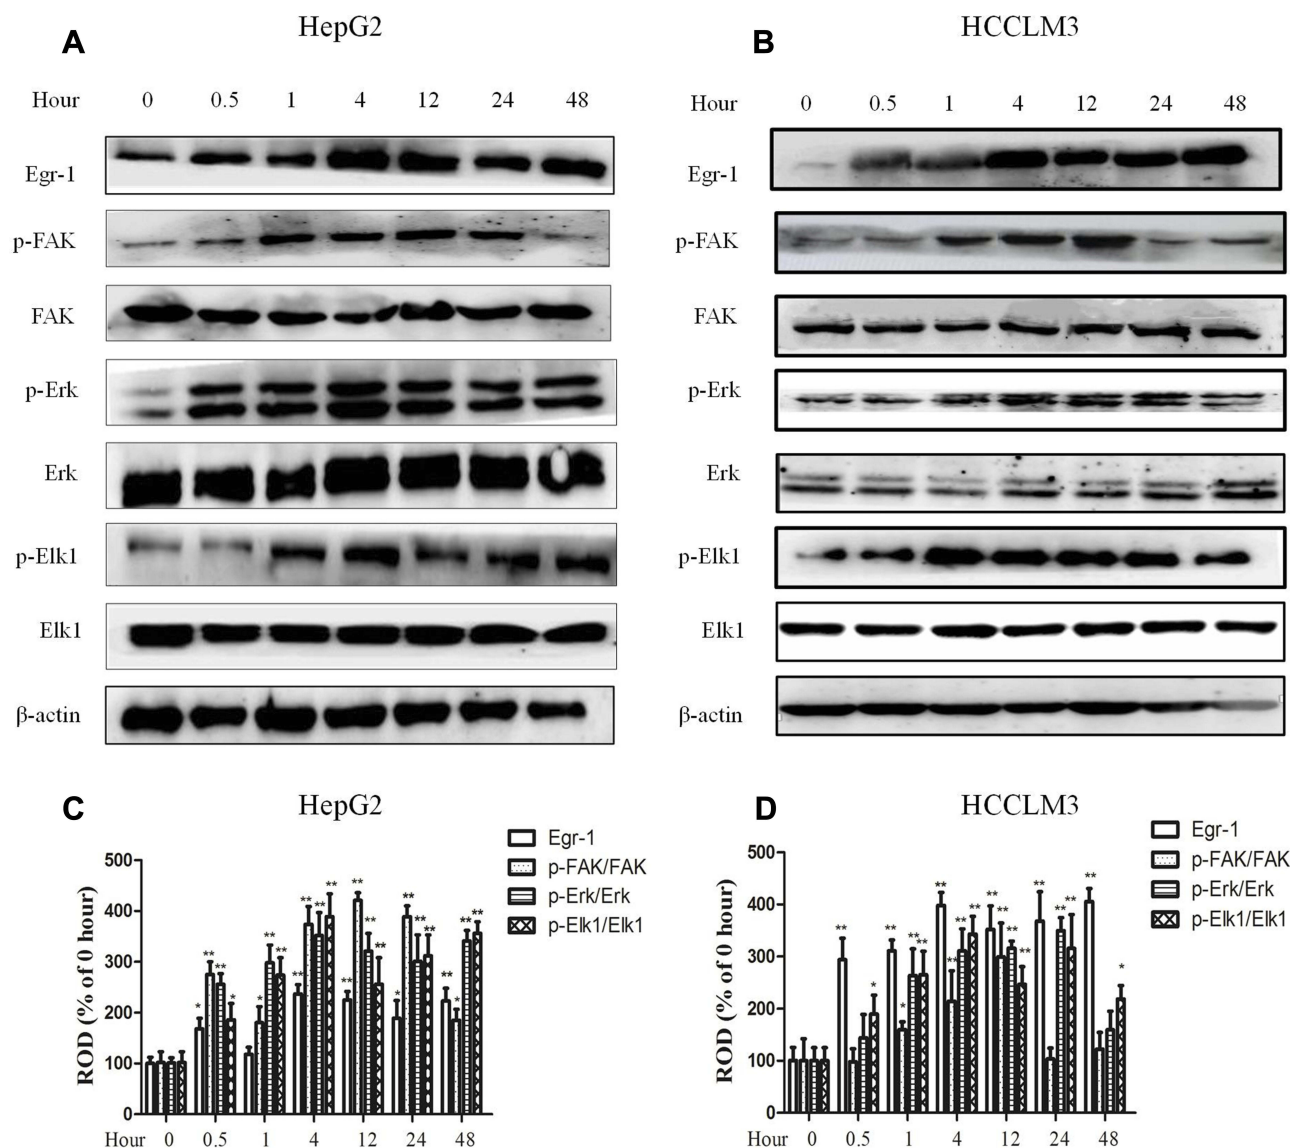 HepG2
A
Hour 0 0.5 1 4 12 24 48
Egr-1
p-FAK
FAK
p-Erk
Erk
p-Elk1
Elk1
β-actin
HCCLM3
B
Hour 0 0.5 1 4 12 24 48
Egr-1
p-FAK
FAK
p-Erk
Erk
p-Elk1
Elk1
β-actin
C
HepG2
Egr-1
p-FAK/FAK
p-Erk/Erk
p-Elk1/Elk1
ROD (% of 0 hour)
500
400
300
200
100
0
* ** ** *
* ** **
** ** ** **
** ** ** **
* ** ** **
** * ** **
Hour 0 0.5 1 4 12 24 48
D
HCCLM3
Egr-1
p-FAK/FAK
p-Erk/Erk
p-Elk1/Elk1
ROD (% of 0 hour)
500
400
300
200
100
0
** *
** * ** **
** ** ** **
** ** ** **
** ** **
** *
Hour 0 0.5 1 4 12 24 48